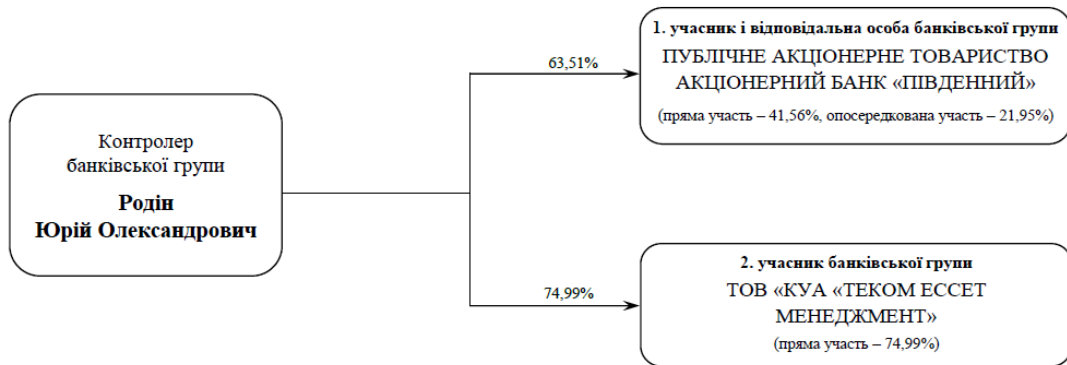 1. учасник і відповідальна особа банківської групи
ПУБЛІЧНЕ АКЦІОНЕРНЕ ТОВАРИСТВО
АКЦІОНЕРНИЙ БАНК «ПІВДЕННИЙ»
(пряма участь – 41,56%, опосередкована участь – 21,95%)
63,51%
Контролер
банківської групи
Родін
Юрій Олександрович
74,99%
2. учасник банківської групи
ТОВ «КУА «ТЕКОМ ЕССЕТ
МЕНЕДЖМЕНТ»
(пряма участь – 74,99%)